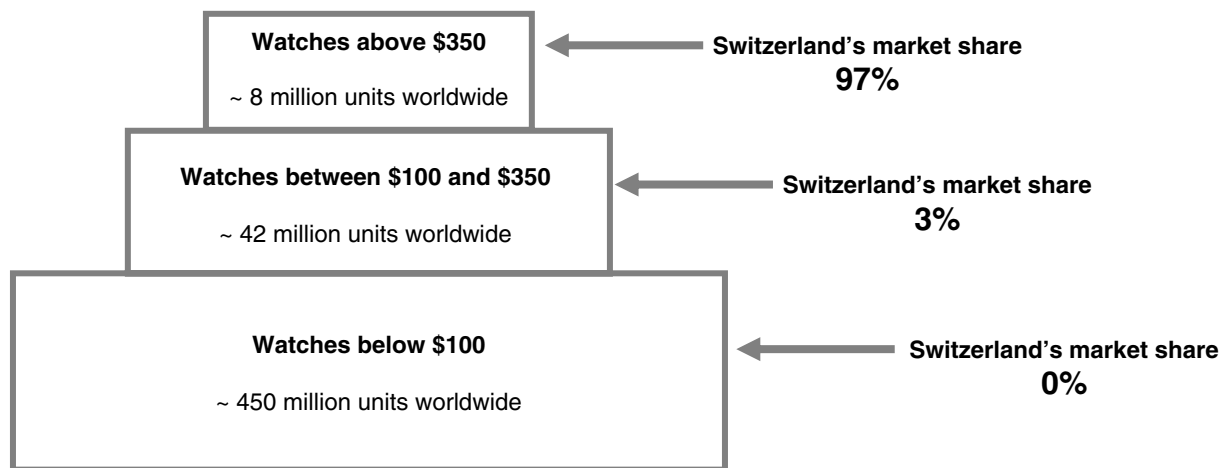 Watches above $350
~ 8 million units worldwide
Switzerland's market share
97%
Watches between $100 and $350
~ 42 million units worldwide
Switzerland's market share
3%
Watches below $100
~ 450 million units worldwide
Switzerland's market share
0%